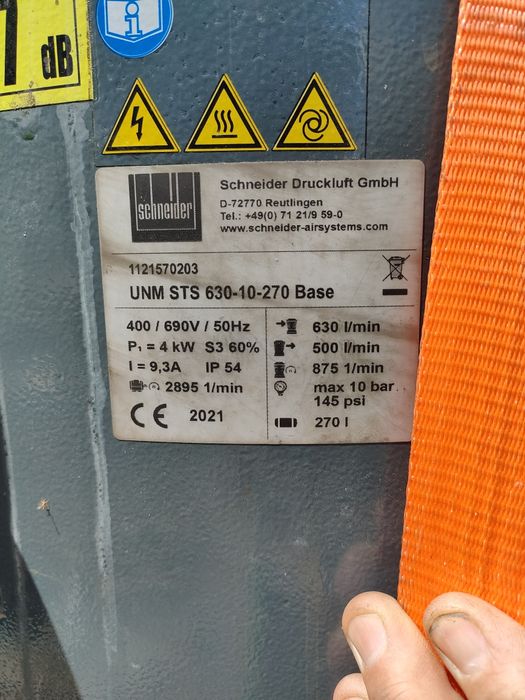 dB
schneider
Schneider Druckluft GmbH
D-72770 Reutlingen
Tel.: +49(0) 71 21/9 59-0
www.schneider-airsystems.com
1121570203
UNM STS 630-10-270 Base
400 / 690V / 50Hz
P₁ = 4 kW S3 60%
I = 9,3A IP 54
2895 1/min
CE 2021
630 l/min
500 l/min
875 1/min
max 10 bar
145 psi
270 l